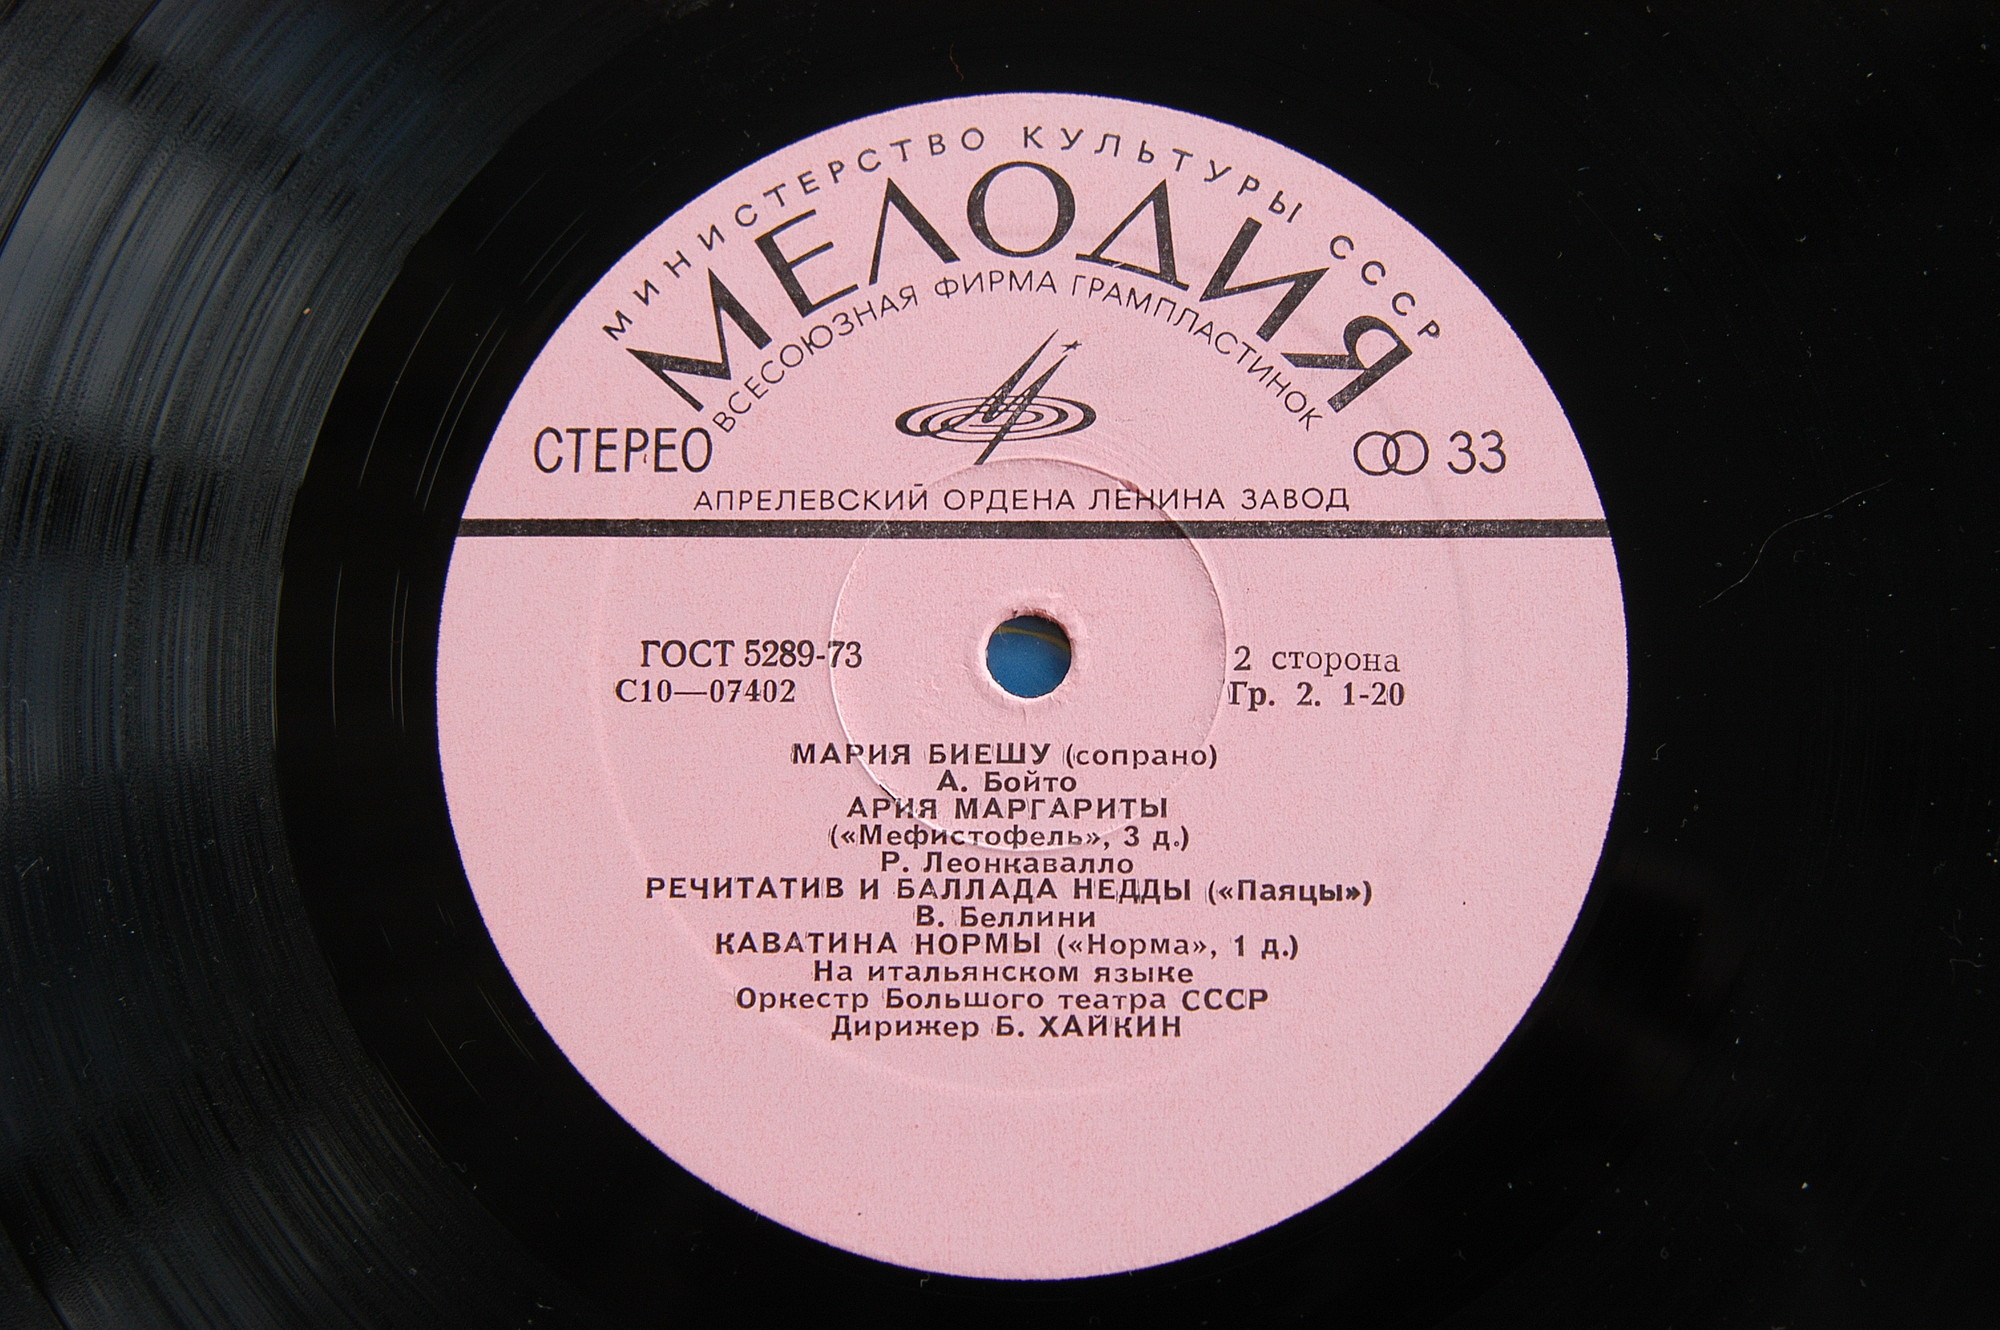 МИНИСТЕРСТВО КУЛЬТУРЫ СССР
МЕЛОДИЯ
ВСЕСОЮЗНАЯ ФИРМА ГРАМПЛАСТИНОК
СТЕРЕО
33
АПРЕЛЕВСКИЙ ОРДЕНА ЛЕНИНА ЗАВОД
ГОСТ 5289-73
С10—07402
2 сторона
Гр. 2. 1-20
МАРИЯ БИЕШУ (сопрано)
А. Бойто
АРИЯ МАРГАРИТЫ
(«Мефистофель», 3 д.)
Р. Леонкавалло
РЕЧИТАТИВ И БАЛЛАДА НЕДДЫ («Паяцы»)
В. Беллини
КАВАТИНА НОРМЫ («Норма», 1 д.)
На итальянском языке
Оркестр Большого театра СССР
Дирижер Б. ХАЙКИН